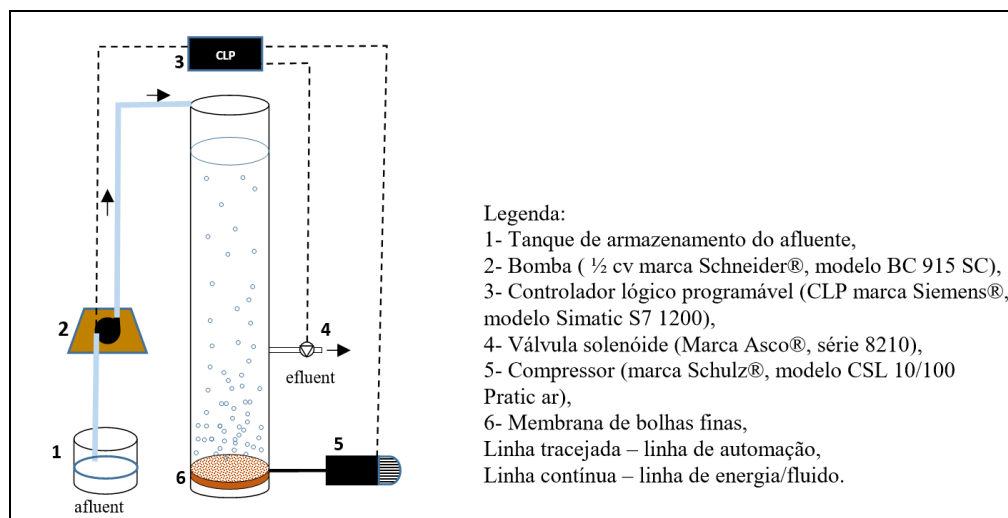 CLP
3
4
efluent
2
1
5
6
afluent
Legenda:
1- Tanque de armazenamento do afluente,
2- Bomba ( ½ cv marca Schneider®, modelo BC 915 SC),
3- Controlador lógico programável (CLP marca Siemens®,
modelo Simatic S7 1200),
4- Válvula solenóide (Marca Asco®, série 8210),
5- Compressor (marca Schulz®, modelo CSL 10/100
Pratic ar),
6- Membrana de bolhas finas,
Linha tracejada – linha de automação,
Linha contínua – linha de energia/fluido.